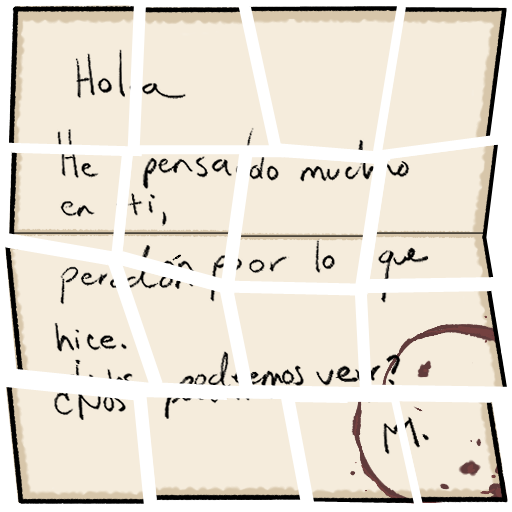 Hola
He pensado mucho
en ti,
perdón por lo que
hice.
¿Nos podremos ver?
M.